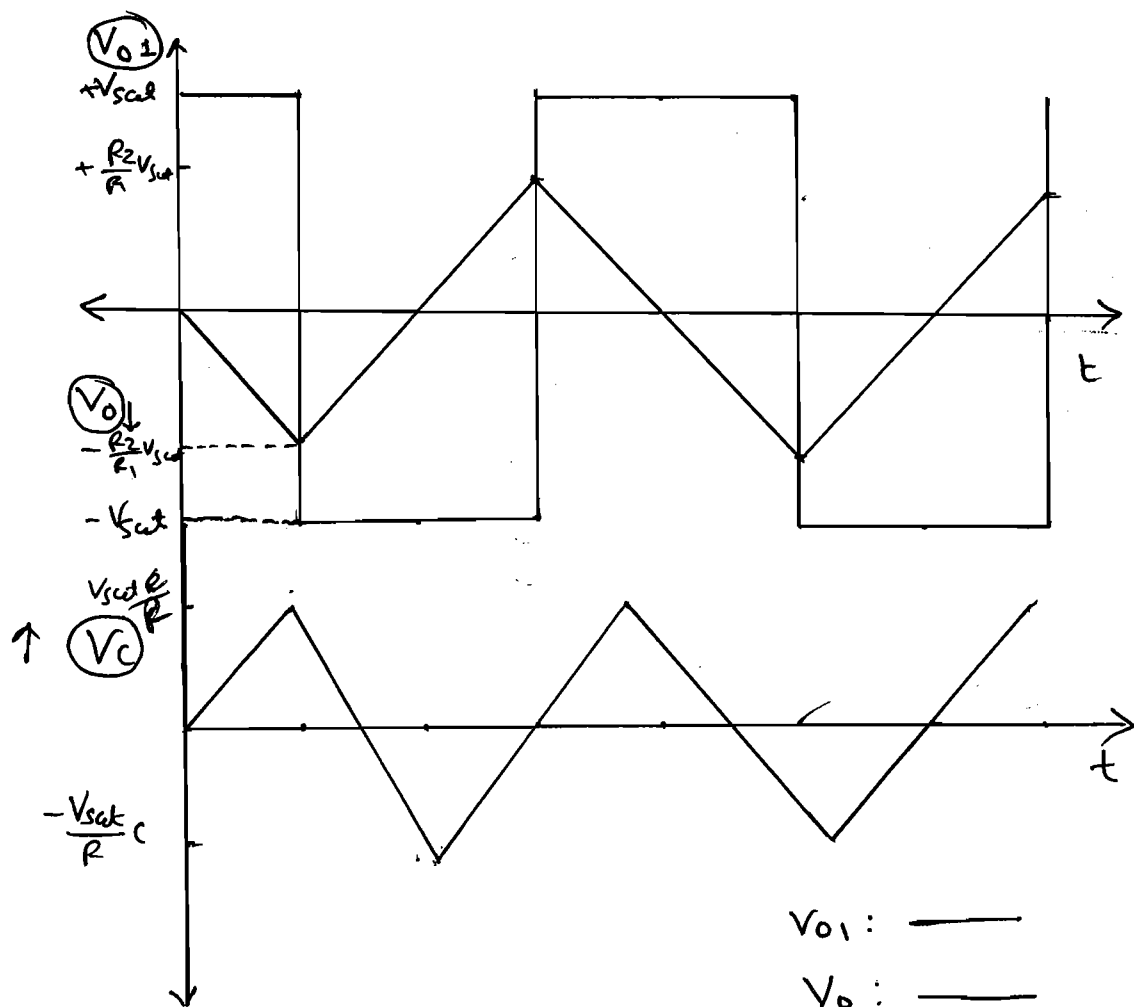 Vo1
+Vsat
+ R2/R Vsat
t
Vo
- R2/R1 Vsat
- Vsat
Vsat R/R
Vc
t
- Vsat/R C
Vo1 :
Vo :